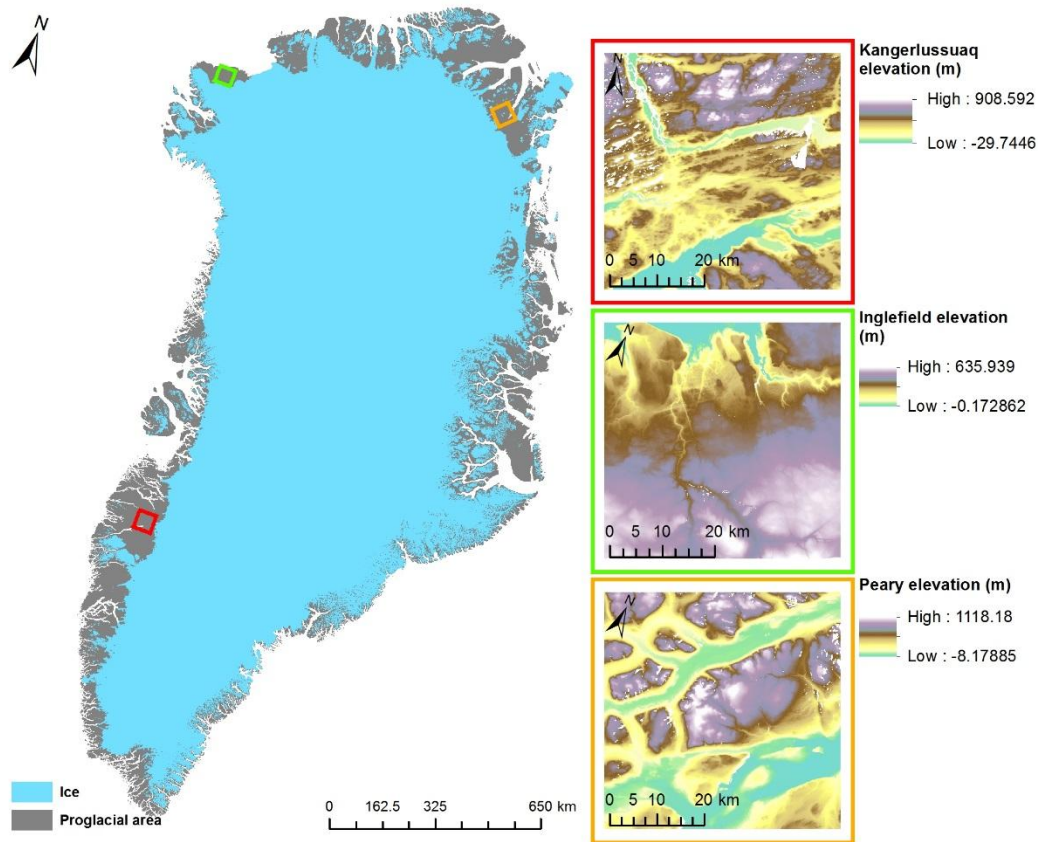 N
Ice
Proglacial area
0 162.5 325 650 km
N
0 5 10 20 km
Kangerlussuaq
elevation (m)
High : 908.592
Low : -29.7446
N
0 5 10 20 km
Inglefield elevation
(m)
High : 635.939
Low : -0.172862
N
0 5 10 20 km
Peary elevation (m)
High : 1118.18
Low : -8.17885